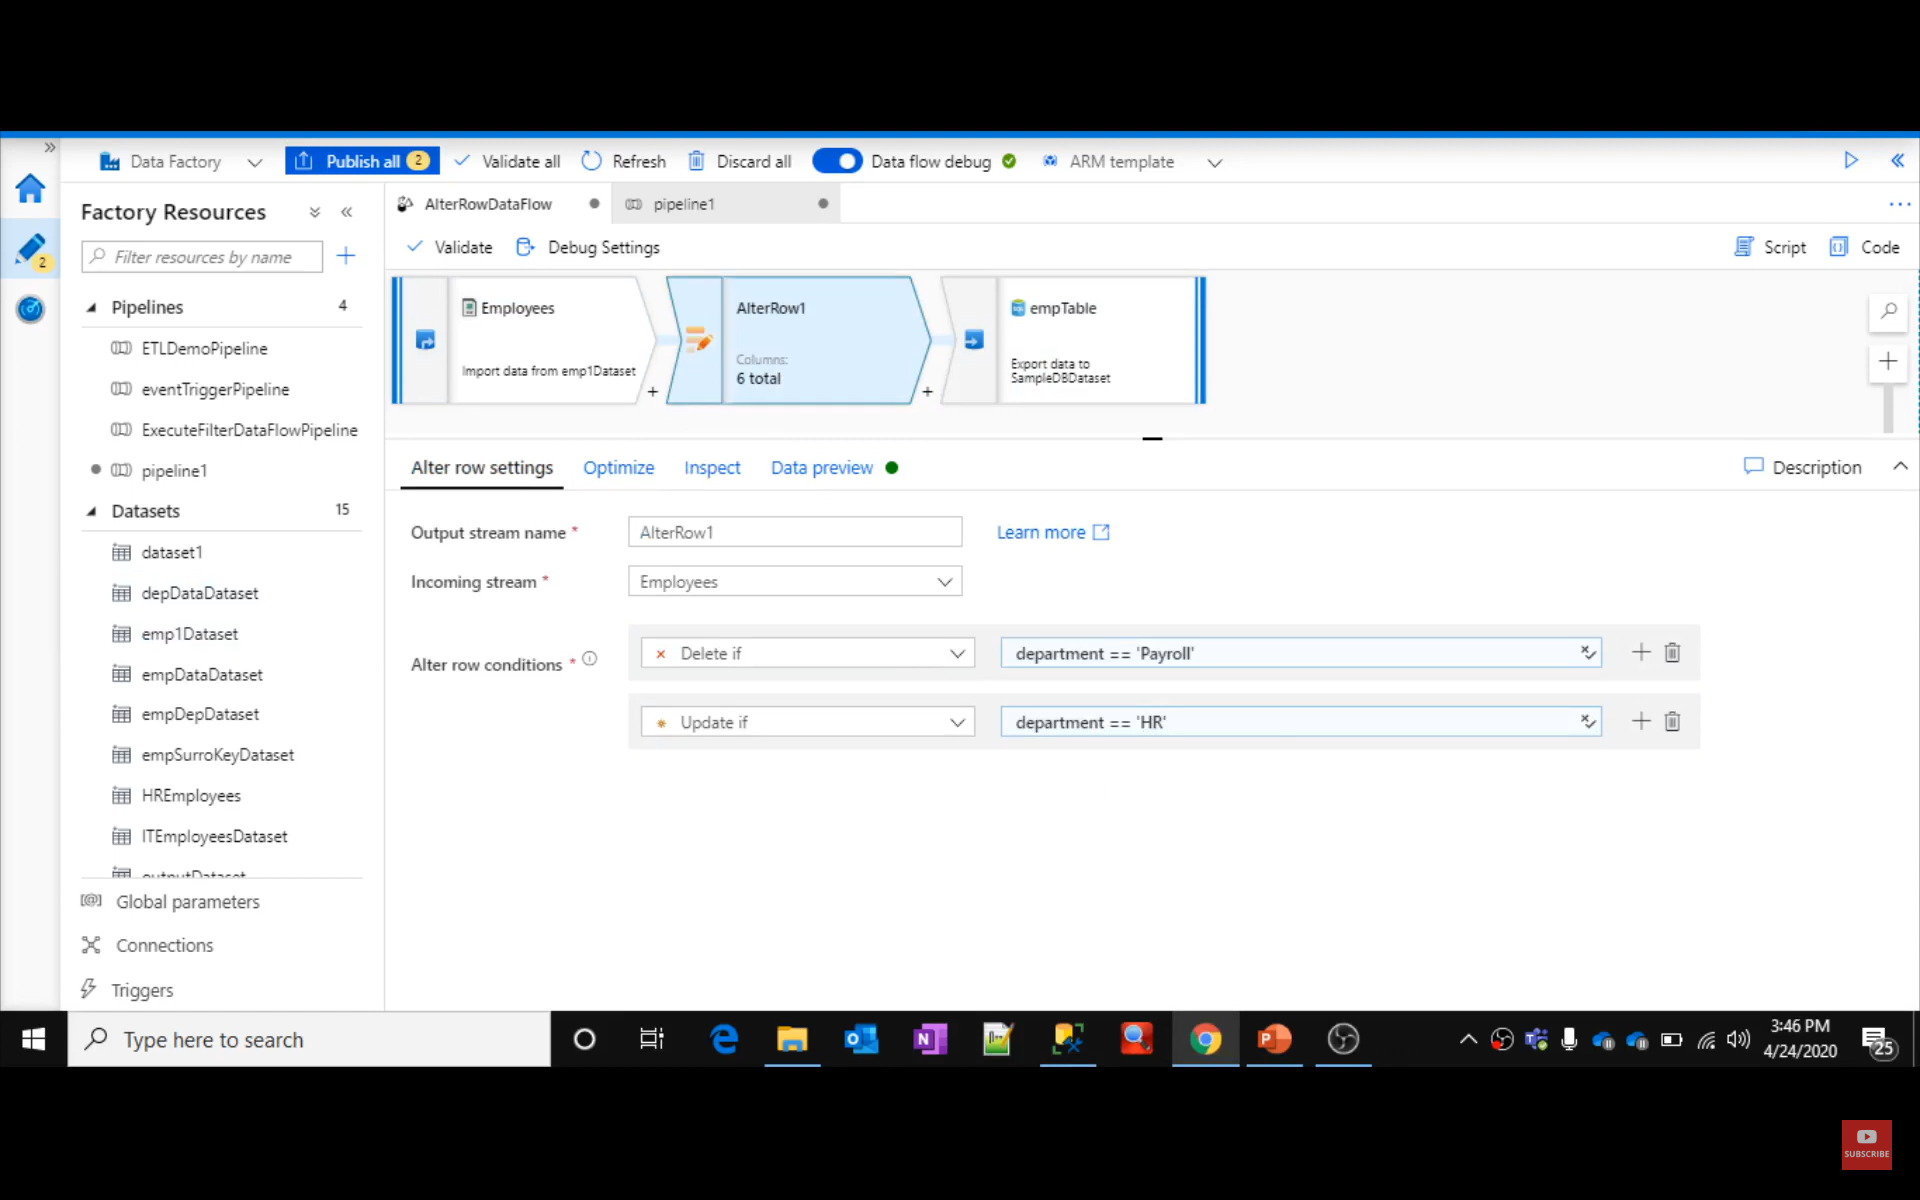 Data Factory
Publish all 2
Validate all
Refresh
Discard all
Data flow debug
ARM template
2
Factory Resources
Filter resources by name
Pipelines 4
ETLDemoPipeline
eventTriggerPipeline
ExecuteFilterDataFlowPipeline
pipeline1
Datasets 15
dataset1
depDataDataset
emp1Dataset
empDataDataset
empDepDataset
empSurroKeyDataset
HREmployees
ITEmployeesDataset
outputDataset
Global parameters
Connections
Triggers
AlterRowDataFlow
pipeline1
Validate
Debug Settings
Script
Code
Employees
Import data from emp1Dataset
AlterRow1
Columns:
6 total
empTable
Export data to
SampleDBDataset
Alter row settings
Optimize
Inspect
Data preview
Description
Output stream name *
AlterRow1
Learn more
Incoming stream *
Employees
Alter row conditions *
Delete if
department == 'Payroll'
Update if
department == 'HR'
Type here to search
3:46 PM
4/24/2020
25
SUBSCRIBE